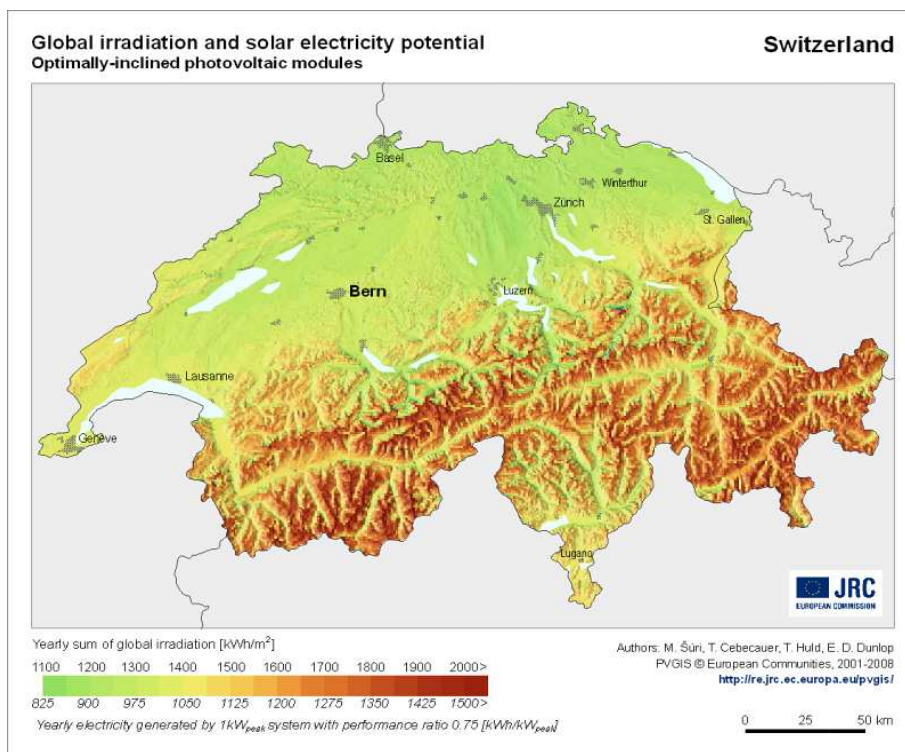 Global irradiation and solar electricity potential
Optimally-inclined photovoltaic modules
Switzerland
Basel
Winterthur
Zürich
St. Gallen
Bern
Luzern
Lausanne
Genève
Lugano
JRC
EUROPEAN COMMISSION
Yearly sum of global irradiation [kWh/m²]
1100 1200 1300 1400 1500 1600 1700 1800 1900 2000>
825 900 975 1050 1125 1200 1275 1350 1425 1500>
Yearly electricity generated by 1kWpeak system with performance ratio 0.75 [kWh/kWpeak]
Authors: M. Šúri, T. Cebecauer, T. Huld, E. D. Dunlop
PVGIS © European Communities, 2001-2008
http://re.jrc.ec.europa.eu/pvgis/
0 25 50 km